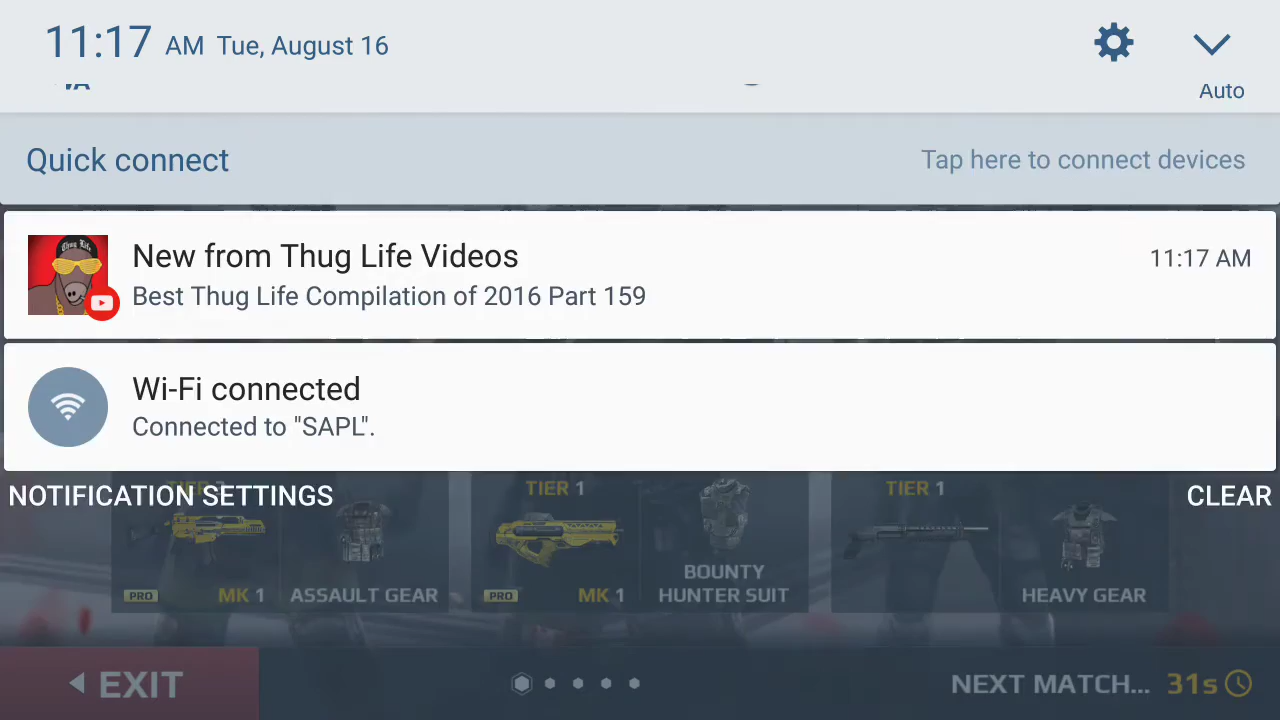 11:17 AM Tue, August 16
Auto
Quick connect
Tap here to connect devices
Thug Life
New from Thug Life Videos
11:17 AM
Best Thug Life Compilation of 2016 Part 159
Wi-Fi connected
Connected to "SAPL".
NOTIFICATION SETTINGS
CLEAR
TIER 1
TIER 1
PRO
MK 1
ASSAULT GEAR
PRO
MK 1
BOUNTY
HUNTER SUIT
HEAVY GEAR
EXIT
NEXT MATCH... 31s